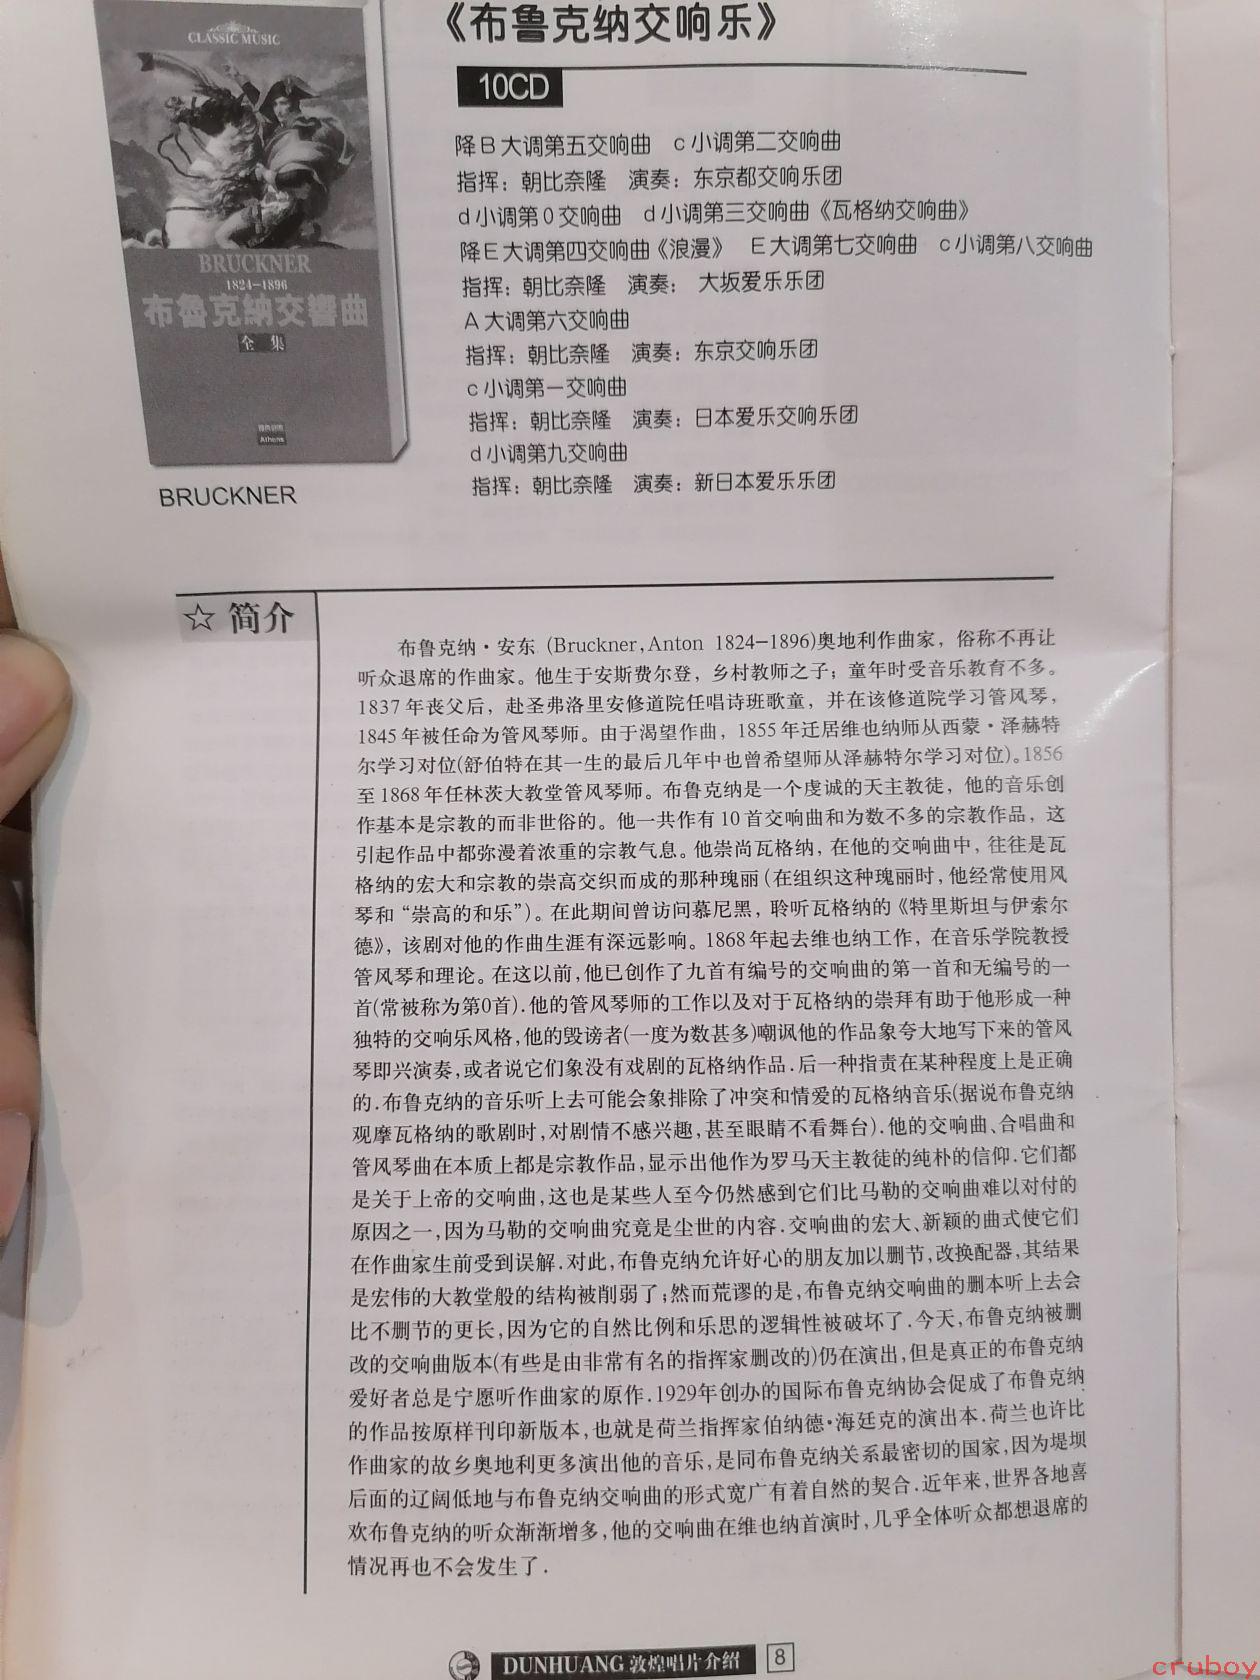 CLASSIC MUSIC
BRUCKNER
1824-1896
布魯克納交響曲
全 集
Athens
BRUCKNER
《布鲁克纳交响乐》
10CD
降B大调第五交响曲 c小调第二交响曲
指挥：朝比奈隆 演奏：东京都交响乐团
d小调第0交响曲 d小调第三交响曲《瓦格纳交响曲》
降E大调第四交响曲《浪漫》 E大调第七交响曲 c小调第八交响曲
指挥：朝比奈隆 演奏： 大坂爱乐乐团
A大调第六交响曲
指挥：朝比奈隆 演奏：东京交响乐团
c小调第一交响曲
指挥：朝比奈隆 演奏：日本爱乐交响乐团
d小调第九交响曲
指挥：朝比奈隆 演奏：新日本爱乐乐团
☆ 简介
布鲁克纳·安东 (Bruckner,Anton 1824-1896)奥地利作曲家，俗称不再让
听众退席的作曲家。他生于安斯费尔登，乡村教师之子；童年时受音乐教育不多。
1837年丧父后，赴圣弗洛里安修道院任唱诗班歌童，并在该修道院学习管风琴，
1845年被任命为管风琴师。由于渴望作曲，1855年迁居维也纳师从西蒙·泽赫特
尔学习对位(舒伯特在其一生的最后几年中也曾希望师从泽赫特尔学习对位)。1856
至1868年任林茨大教堂管风琴师。布鲁克纳是一个虔诚的天主教徒，他的音乐创
作基本是宗教的而非世俗的。他一共作有10首交响曲和为数不多的宗教作品，这
引起作品中都弥漫着浓重的宗教气息。他崇尚瓦格纳，在他的交响曲中，往往是瓦
格纳的宏大和宗教的崇高交织而成的那种瑰丽(在组织这种瑰丽时，他经常使用风
琴和“崇高的和乐”)。在此期间曾访问慕尼黑，聆听瓦格纳的《特里斯坦与伊索尔
德》，该剧对他的作曲生涯有深远影响。1868年起去维也纳工作，在音乐学院教授
管风琴和理论。在这以前，他已创作了九首有编号的交响曲的第一首和无编号的一
首(常被称为第0首).他的管风琴师的工作以及对于瓦格纳的崇拜有助于他形成一种
独特的交响乐风格，他的毁谤者(一度为数甚多)嘲讽他的作品象夸大地写下来的管风
琴即兴演奏，或者说它们象没有戏剧的瓦格纳作品.后一种指责在某种程度上是正确
的.布鲁克纳的音乐听上去可能会象排除了冲突和情爱的瓦格纳音乐(据说布鲁克纳
观摩瓦格纳的歌剧时，对剧情不感兴趣，甚至眼睛不看舞台).他的交响曲、合唱曲和
管风琴曲在本质上都是宗教作品，显示出他作为罗马天主教徒的纯朴的信仰.它们都
是关于上帝的交响曲，这也是某些人至今仍然感到它们比马勒的交响曲难以对付的
原因之一，因为马勒的交响曲究竟是尘世的内容.交响曲的宏大、新颖的曲式使它们
在作曲家生前受到误解.对此，布鲁克纳允许好心的朋友加以删节，改换配器，其结果
是宏伟的大教堂般的结构被削弱了；然而荒谬的是，布鲁克纳交响曲的删本听上去会
比不删节的更长，因为它的自然比例和乐思的逻辑性被破坏了.今天，布鲁克纳被删
改的交响曲版本(有些是由非常有名的指挥家删改的)仍在演出，但是真正的布鲁克纳
爱好者总是宁愿听作曲家的原作.1929年创办的国际布鲁克纳协会促成了布鲁克纳
的作品按原样刊印新版本，也就是荷兰指挥家伯纳德·海廷克的演出本.荷兰也许比
作曲家的故乡奥地利更多演出他的音乐，是同布鲁克纳关系最密切的国家，因为堤坝
后面的辽阔低地与布鲁克纳交响曲的形式宽广有着自然的契合.近年来，世界各地喜
欢布鲁克纳的听众渐渐增多，他的交响曲在维也纳首演时，几乎全体听众都想退席的
情况再也不会发生了.
DUNHUANG 敦煌唱片介绍 8
cruboy